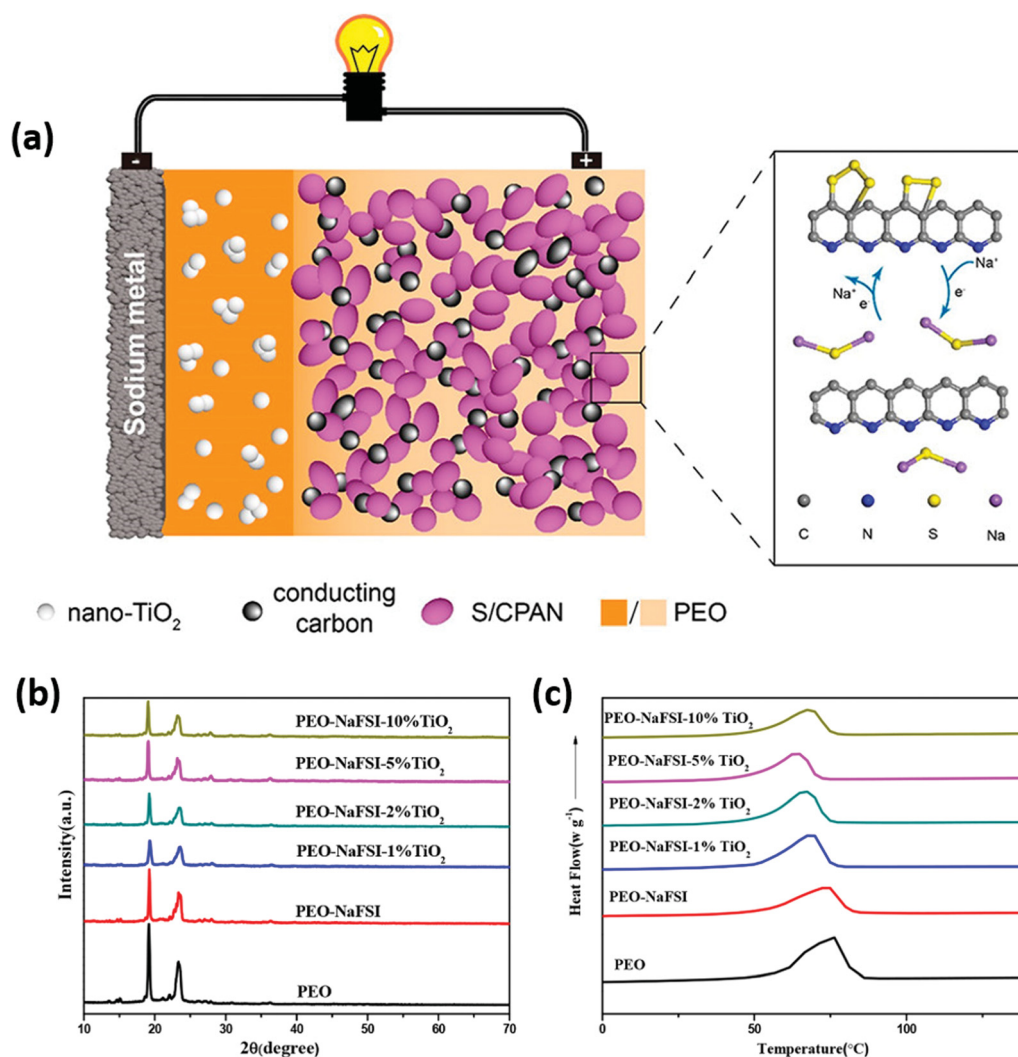 (a)
-
+
Sodium metal
Na⁺
e⁻
Na⁺
e⁻
C N S Na
nano-TiO₂
conducting
carbon
S/CPAN
/
PEO
(b)
PEO-NaFSI-10%TiO₂
PEO-NaFSI-5%TiO₂
PEO-NaFSI-2%TiO₂
PEO-NaFSI-1%TiO₂
PEO-NaFSI
PEO
Intensity(a.u.)
10 20 30 40 50 60 70
2θ(degree)
(c)
PEO-NaFSI-10% TiO₂
PEO-NaFSI-5% TiO₂
PEO-NaFSI-2% TiO₂
PEO-NaFSI-1% TiO₂
PEO-NaFSI
PEO
Heat Flow(w g⁻¹)
0 50 100
Temperature(°C)